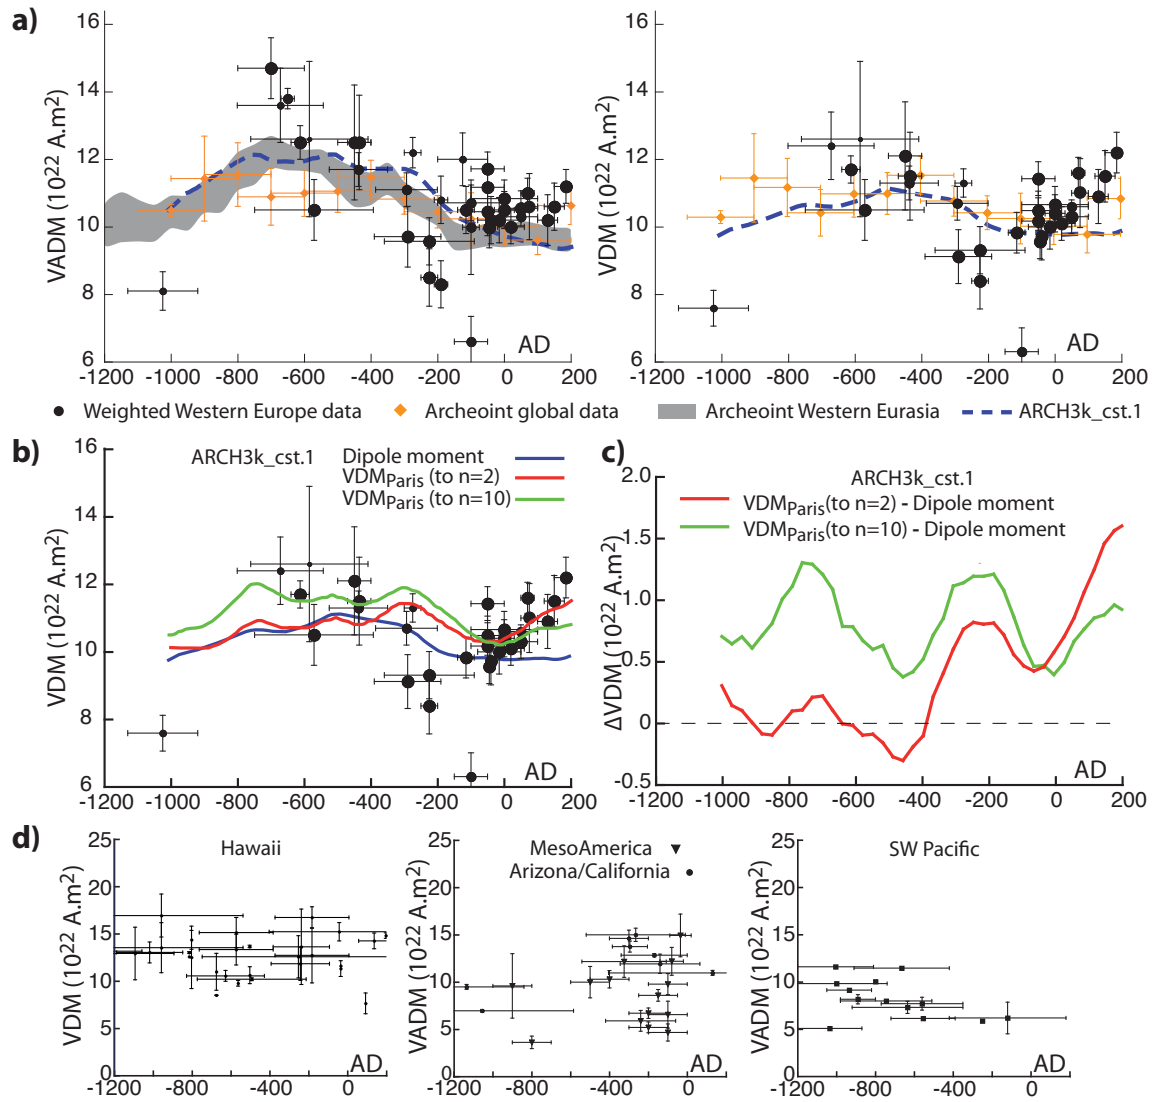 a)
VADM (10²² A.m²)
16
14
12
10
8
6
AD
-1200 -1000 -800 -600 -400 -200 0 200
VDM (10²² A.m²)
16
14
12
10
8
6
AD
-1200 -1000 -800 -600 -400 -200 0 200
Weighted Western Europe data Archeoint global data Archeoint Western Eurasia ARCH3k_cst.1
b)
VDM (10²² A.m²)
16
14
12
10
8
6
ARCH3k_cst.1 Dipole moment
VDMParis (to n=2)
VDMParis (to n=10)
AD
-1200 -1000 -800 -600 -400 -200 0 200
c)
ΔVDM (10²² A.m²)
2.0
1.5
1.0
0.5
0
-0.5
ARCH3k_cst.1
VDMParis(to n=2) - Dipole moment
VDMParis(to n=10) - Dipole moment
AD
-1200 -1000 -800 -600 -400 -200 0 200
d)
VDM (10²² A.m²)
25
20
15
10
5
0
Hawaii
AD
-1200 -800 -400 0
VADM (10²² A.m²)
25
20
15
10
5
0
MesoAmerica
Arizona/California
AD
-1200 -800 -400 0
VADM (10²² A.m²)
25
20
15
10
5
0
SW Pacific
AD
-1200 -800 -400 0